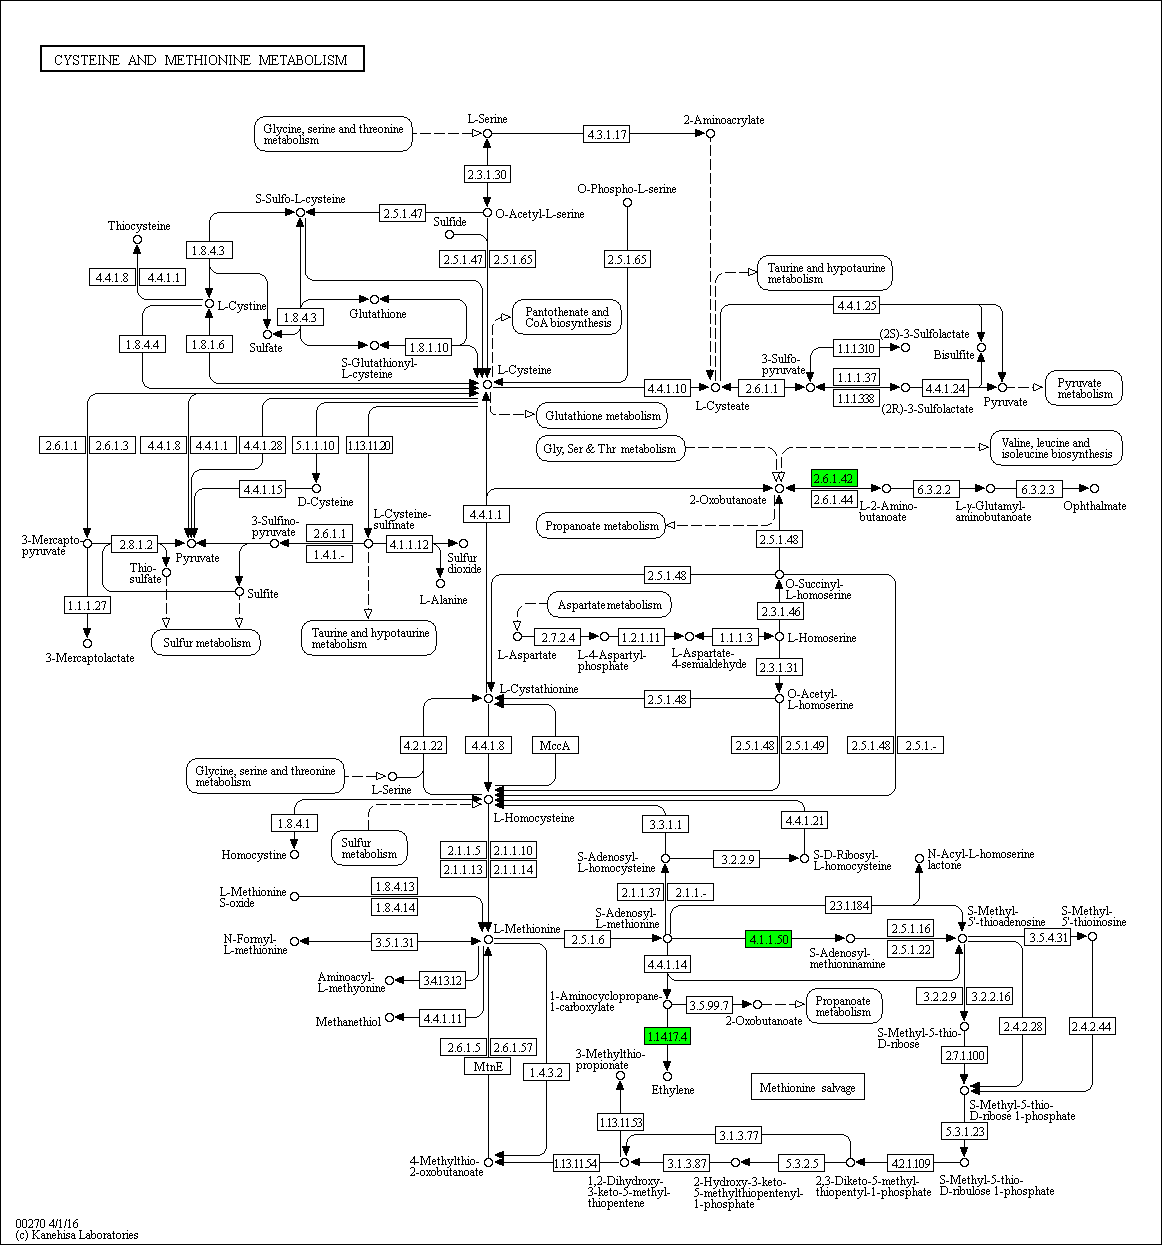 CYSTEINE AND METHIONINE METABOLISM
Glycine, serine and threonine
metabolism
L-Serine
4.3.1.17
2-Aminoacrylate
2.3.1.30
O-Phospho-L-serine
S-Sulfo-L-cysteine
2.5.1.47
O-Acetyl-L-serine
Thiocysteine
Sulfide
1.8.4.3
4.4.1.8
4.4.1.1
2.5.1.47
2.5.1.65
2.5.1.65
Taurine and hypotaurine
metabolism
L-Cystine
1.8.4.3
Glutathione
Pantothenate and
CoA biosynthesis
4.4.1.25
4.4.1.4
1.8.1.6
Sulfate
1.8.1.10
S-Glutathionyl-
L-cysteine
L-Cysteine
(2S)-3-Sulfolactate
1.1.1310
Bisulfite
3-Sulfo-
pyruvate
4.4.1.10
2.6.1.1
1.1.1.37
1.1.1338
4.4.1.24
L-Cysteate
(2R)-3-Sulfolactate
Pyruvate
Pyruvate
metabolism
Glutathione metabolism
2.6.1.1
2.6.1.3
4.4.1.8
4.4.1.1
4.4.1.28
5.1.1.10
1.13.11.20
Gly, Ser & Thr metabolism
Valine, leucine and
isoleucine biosynthesis
4.4.1.15
D-Cysteine
2-Oxobutanoate
2.6.1.42
2.6.1.44
6.3.2.2
6.3.2.3
L-2-Amino-
butanoate
L-γ-Glutamyl-
aminobutanoate
Ophthalmate
4.4.1.1
L-Cysteine-
sulfinate
3-Sulfino-
pyruvate
Propanoate metabolism
3-Mercapto
pyruvate
2.8.1.2
Pyruvate
2.6.1.1
1.4.1.-
4.1.1.12
Sulfur
dioxide
2.5.1.48
Thio-
sulfate
Sulfite
L-Alanine
2.5.1.48
O-Succinyl-
L-homoserine
1.1.1.27
Aspartate metabolism
2.3.1.46
3-Mercaptolactate
Sulfur metabolism
Taurine and hypotaurine
metabolism
2.7.2.4
1.2.1.11
1.1.1.3
L-Homoserine
L-Aspartate
L-4-Aspartyl-
phosphate
L-Aspartate-
4-semialdehyde
2.3.1.31
L-Cystathionine
2.5.1.48
O-Acetyl-
L-homoserine
4.2.1.22
4.4.1.8
MccA
2.5.1.48
2.5.1.49
2.5.1.48
2.5.1.-
Glycine, serine and threonine
metabolism
L-Serine
1.8.4.1
L-Homocysteine
3.3.1.1
4.4.1.21
Homocystine
Sulfur
metabolism
2.1.1.5
2.1.1.10
2.1.1.13
2.1.1.14
S-Adenosyl-
L-homocysteine
3.2.2.9
S-D-Ribosyl-
L-homocysteine
N-Acyl-L-homoserine
lactone
L-Methionine
S-oxide
1.8.4.13
1.8.4.14
2.1.1.37
2.1.1.-
2.3.1.184
S-Adenosyl-
L-methionine
S-Methyl-
5'-thioadenosine
S-Methyl-
5'-thioinosine
N-Formyl-
L-methionine
3.5.1.31
L-Methionine
2.5.1.6
4.1.1.50
S-Adenosyl-
methioninamine
2.5.1.16
2.5.1.22
3.5.4.31
Aminoacyl-
L-methyonine
3.4.13.12
4.4.1.14
Methanethiol
4.4.1.11
1-Aminocyclopropane-
1-carboxylate
3.5.99.7
2-Oxobutanoate
Propanoate
metabolism
3.2.2.9
3.2.2.16
S-Methyl-5-thio-
D-ribose
2.4.2.28
2.4.2.44
2.6.1.5
2.6.1.57
MtnE
1.4.3.2
1.14.17.4
3-Methylthio-
propionate
Ethylene
2.7.1.100
Methionine salvage
S-Methyl-5-thio-
D-ribose 1-phosphate
1.13.11.53
3.1.3.77
5.3.1.23
4-Methylthio-
2-oxobutanoate
1.13.11.54
3.1.3.87
5.3.2.5
4.2.1.109
1,2-Dihydroxy-
3-keto-5-methyl-
thiopentene
2-Hydroxy-3-keto-
5-methylthiopentenyl-
1-phosphate
2,3-Diketo-5-methyl-
thiopentyl-1-phosphate
S-Methyl-5-thio-
D-ribulose 1-phosphate
00270 4/1/16
(c) Kanehisa Laboratories